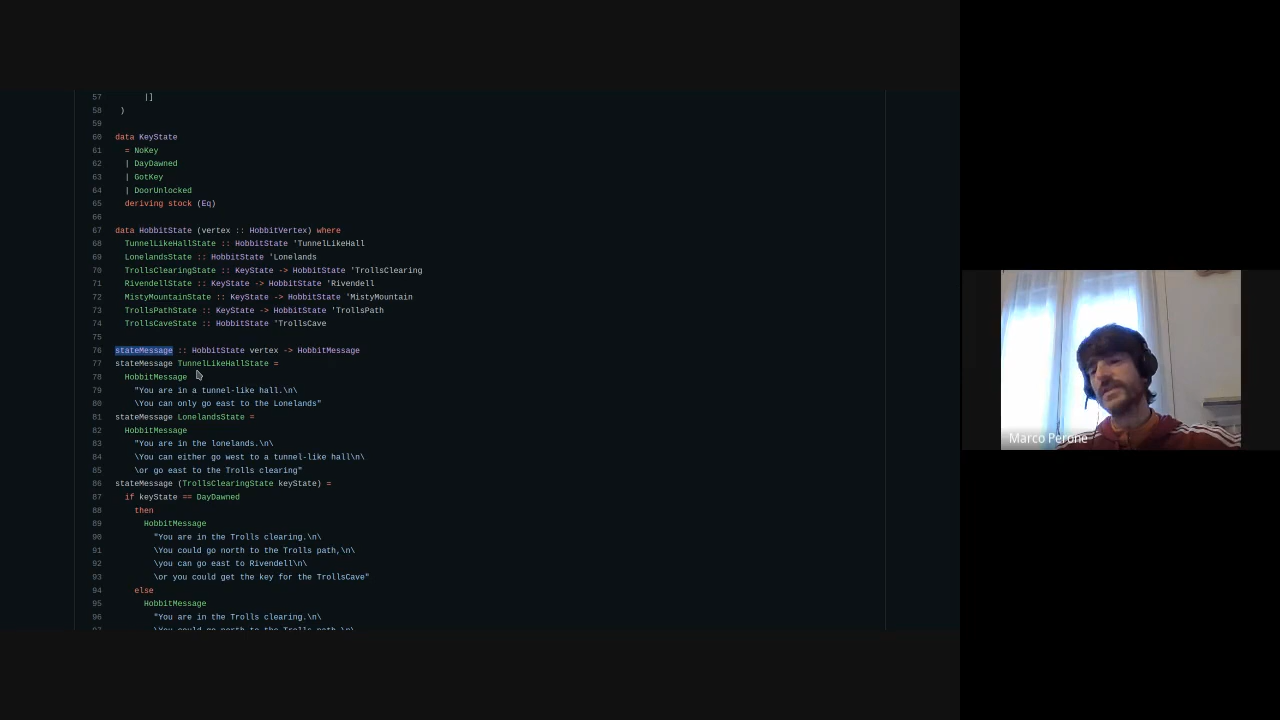 57       |]
58  )
59
60 data KeyState
61   = NoKey
62   | DayDawned
63   | GotKey
64   | DoorUnlocked
65   deriving stock (Eq)
66
67 data HobbitState (vertex :: HobbitVertex) where
68   TunnelLikeHallState :: HobbitState 'TunnelLikeHall
69   LonelandsState :: HobbitState 'Lonelands
70   TrollsClearingState :: KeyState -> HobbitState 'TrollsClearing
71   RivendellState :: KeyState -> HobbitState 'Rivendell
72   MistyMountainState :: KeyState -> HobbitState 'MistyMountain
73   TrollsPathState :: KeyState -> HobbitState 'TrollsPath
74   TrollsCaveState :: HobbitState 'TrollsCave
75
76 stateMessage :: HobbitState vertex -> HobbitMessage
77 stateMessage TunnelLikeHallState =
78   HobbitMessage
79     "You are in a tunnel-like hall.\n\
80     \You can only go east to the Lonelands"
81 stateMessage LonelandsState =
82   HobbitMessage
83     "You are in the lonelands.\n\
84     \You can either go west to a tunnel-like hall\n\
85     \or go east to the Trolls clearing"
86 stateMessage (TrollsClearingState keyState) =
87   if keyState == DayDawned
88     then
89       HobbitMessage
90         "You are in the Trolls clearing.\n\
91         \You could go north to the Trolls path,\n\
92         \you can go east to Rivendell\n\
93         \or you could get the key for the TrollsCave"
94     else
95       HobbitMessage
96         "You are in the Trolls clearing.\n\
97         \You could go north to the Trolls path,\n\
Marco Perone